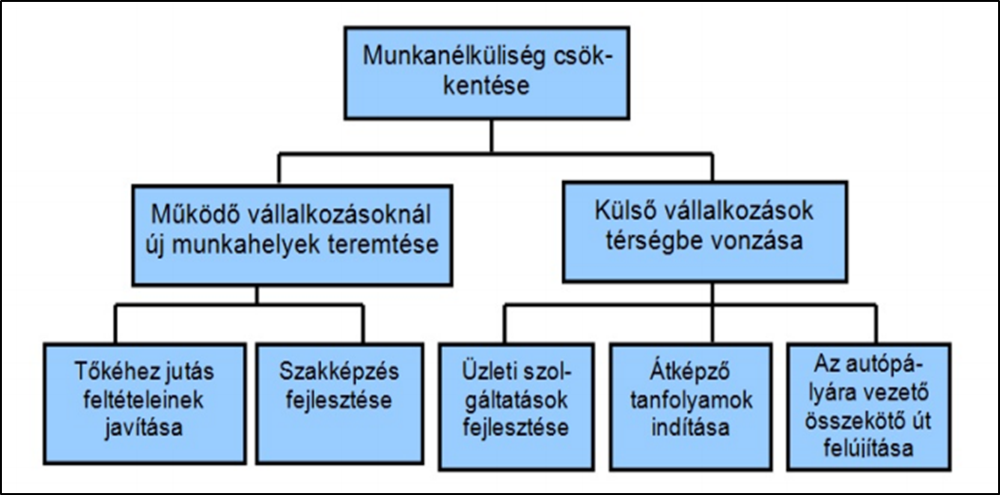 Munkanélküliség csök-
kentése
Működő vállalkozásoknál
új munkahelyek teremtése
Külső vállalkozások
térségbe vonzása
Tőkéhez jutás
feltételeinek
javítása
Szakképzés
fejlesztése
Üzleti szol-
gáltatások
fejlesztése
Átképző
tanfolyamok
indítása
Az autópá-
lyára vezető
összekötő út
felújítása